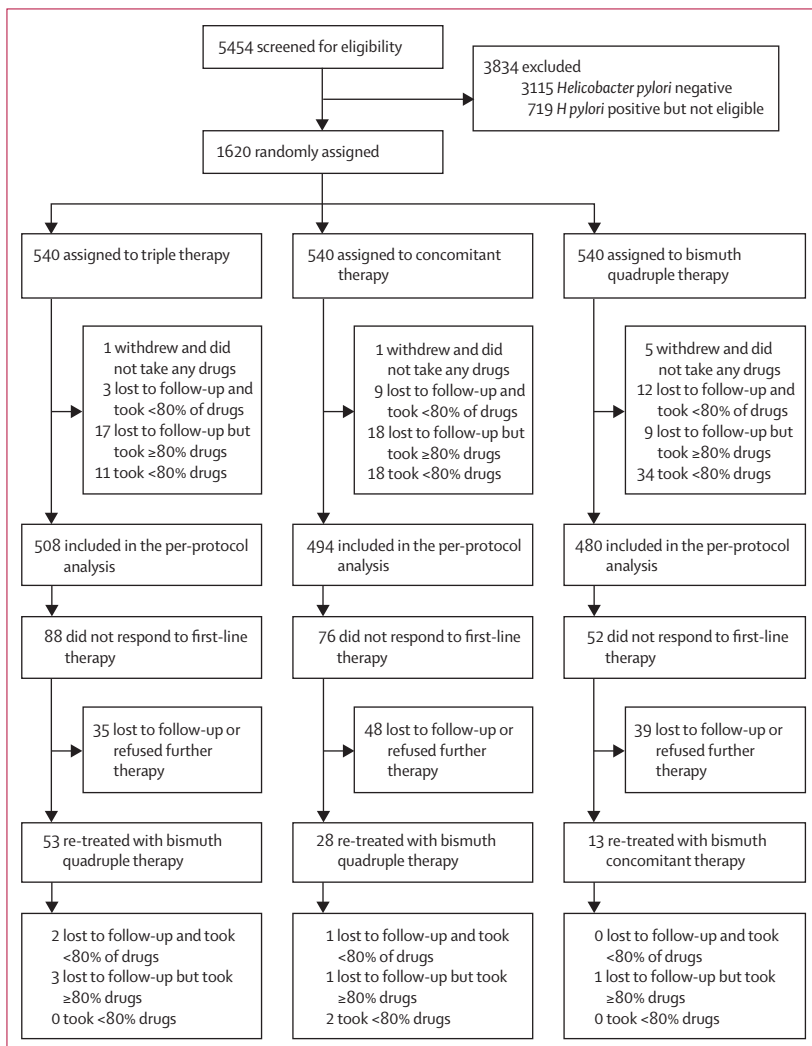 5454 screened for eligibility
3834 excluded
3115 Helicobacter pylori negative
719 H pylori positive but not eligible
1620 randomly assigned
540 assigned to triple therapy
540 assigned to concomitant
therapy
540 assigned to bismuth
quadruple therapy
1 withdrew and did
not take any drugs
3 lost to follow-up and
took <80% of drugs
17 lost to follow-up but
took ≥80% drugs
11 took <80% drugs
1 withdrew and did
not take any drugs
9 lost to follow-up and
took <80% of drugs
18 lost to follow-up but
took ≥80% drugs
18 took <80% drugs
5 withdrew and did
not take any drugs
12 lost to follow-up and
took <80% of drugs
9 lost to follow-up but
took ≥80% drugs
34 took <80% drugs
508 included in the per-protocol
analysis
494 included in the per-protocol
analysis
480 included in the per-protocol
analysis
88 did not respond to first-line
therapy
76 did not respond to first-line
therapy
52 did not respond to first-line
therapy
35 lost to follow-up or
refused further
therapy
48 lost to follow-up or
refused further
therapy
39 lost to follow-up or
refused further
therapy
53 re-treated with bismuth
quadruple therapy
28 re-treated with bismuth
quadruple therapy
13 re-treated with bismuth
concomitant therapy
2 lost to follow-up and took
<80% of drugs
3 lost to follow-up but took
≥80% drugs
0 took <80% drugs
1 lost to follow-up and took
<80% of drugs
1 lost to follow-up but took
≥80% drugs
2 took <80% drugs
0 lost to follow-up and took
<80% of drugs
1 lost to follow-up but took
≥80% drugs
0 took <80% drugs